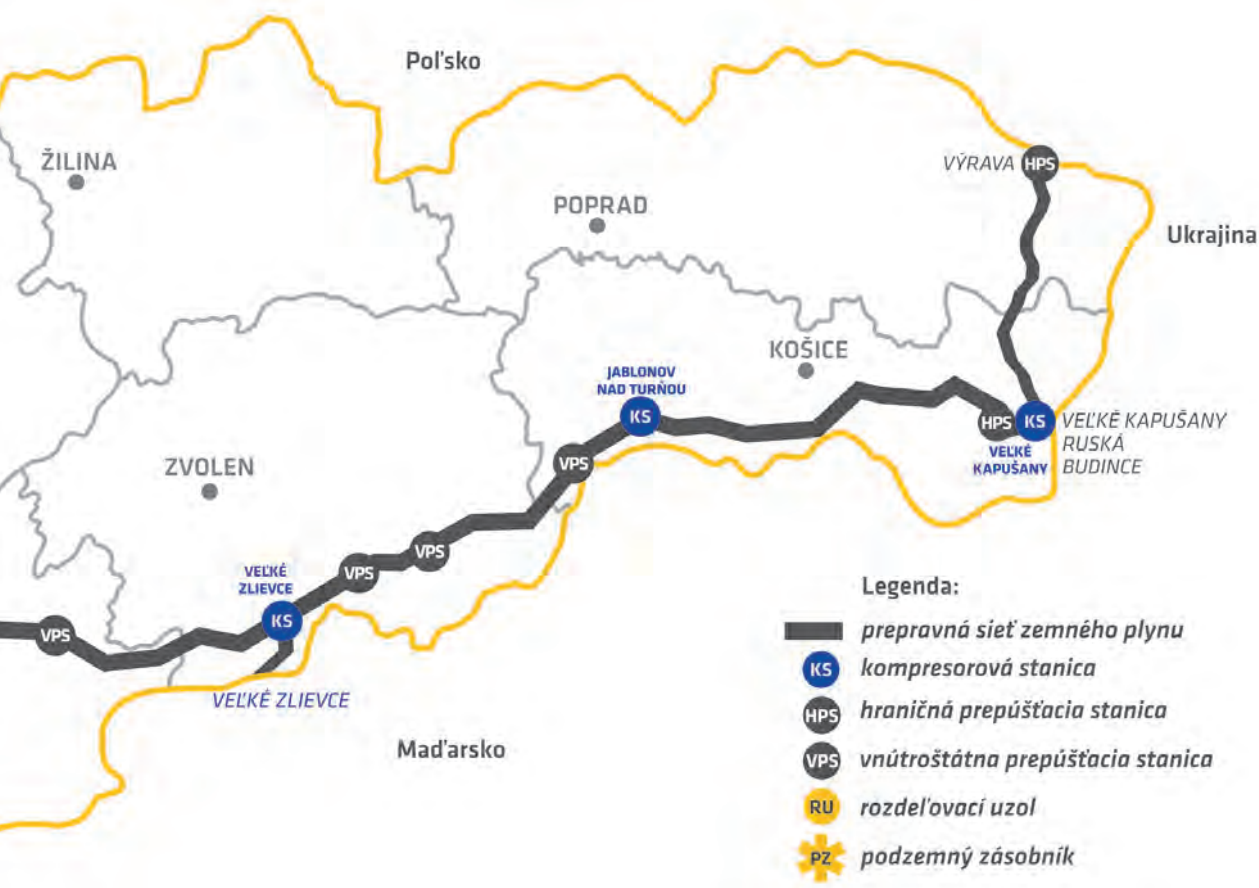 Poľsko
ŽILINA
VÝRAVA
HPS
POPRAD
Ukrajina
KOŠICE
JABLONOV
NAD TURŇOU
KS
HPS
KS
VEĽKÉ KAPUŠANY
RUSKÁ
BUDINCE
VEĽKÉ
KAPUŠANY
ZVOLEN
VPS
VPS
VPS
VEĽKÉ
ZLIEVCE
KS
VPS
VEĽKÉ ZLIEVCE
Maďarsko
Legenda:
prepravná sieť zemného plynu
KS kompresorová stanica
HPS hraničná prepúšťacia stanica
VPS vnútroštátna prepúšťacia stanica
RU rozdeľovací uzol
PZ podzemný zásobník